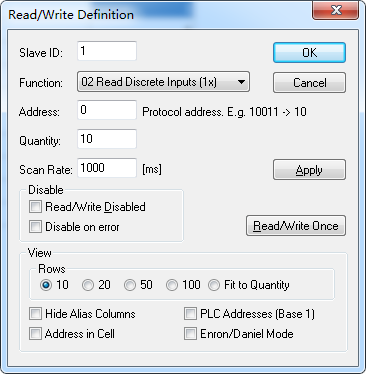 Read/Write Definition
Slave ID: 1 OK
Function: 02 Read Discrete Inputs (1x) Cancel
Address: 0 Protocol address. E.g. 10011 -> 10
Quantity: 10
Scan Rate: 1000 [ms] Apply
Disable
Read/Write Disabled
Disable on error
Read/Write Once
View
Rows
10 20 50 100 Fit to Quantity
Hide Alias Columns PLC Addresses (Base 1)
Address in Cell Enron/Daniel Mode